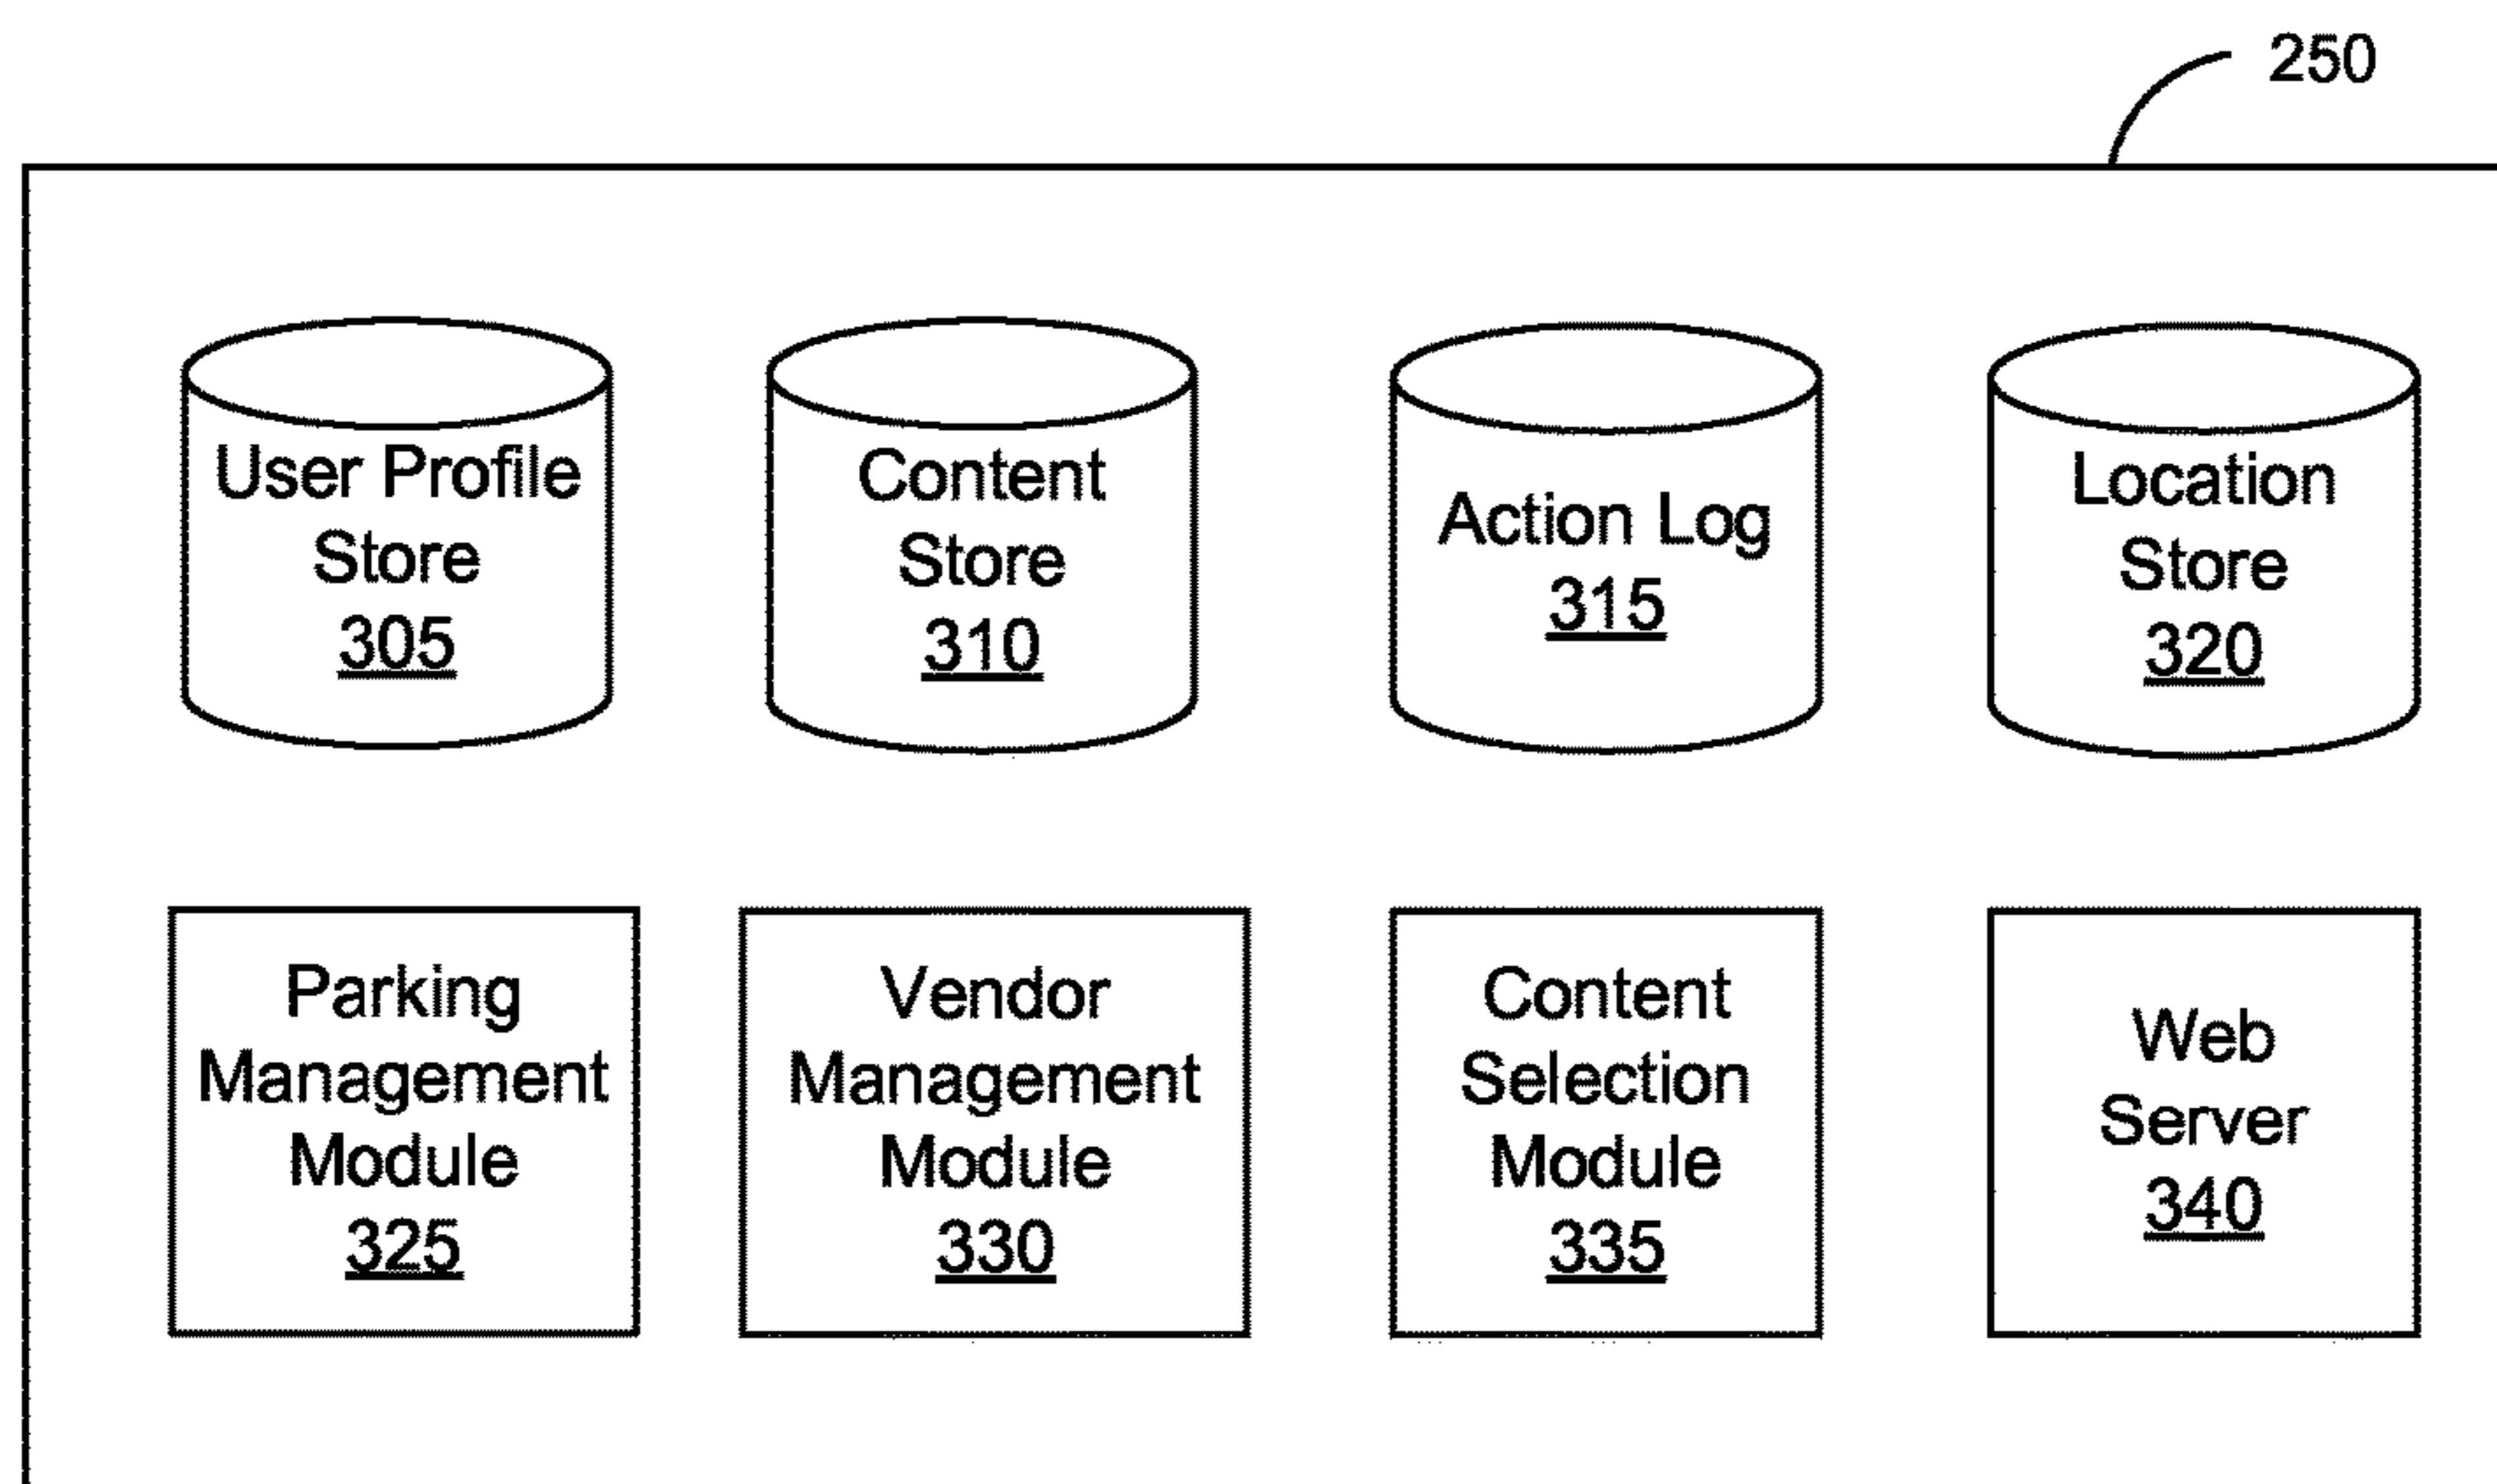 250
User Profile
Store
305
Content
Store
310
Action Log
315
Location
Store
320
Parking
Management
Module
325
Vendor
Management
Module
330
Content
Selection
Module
335
Web
Server
340